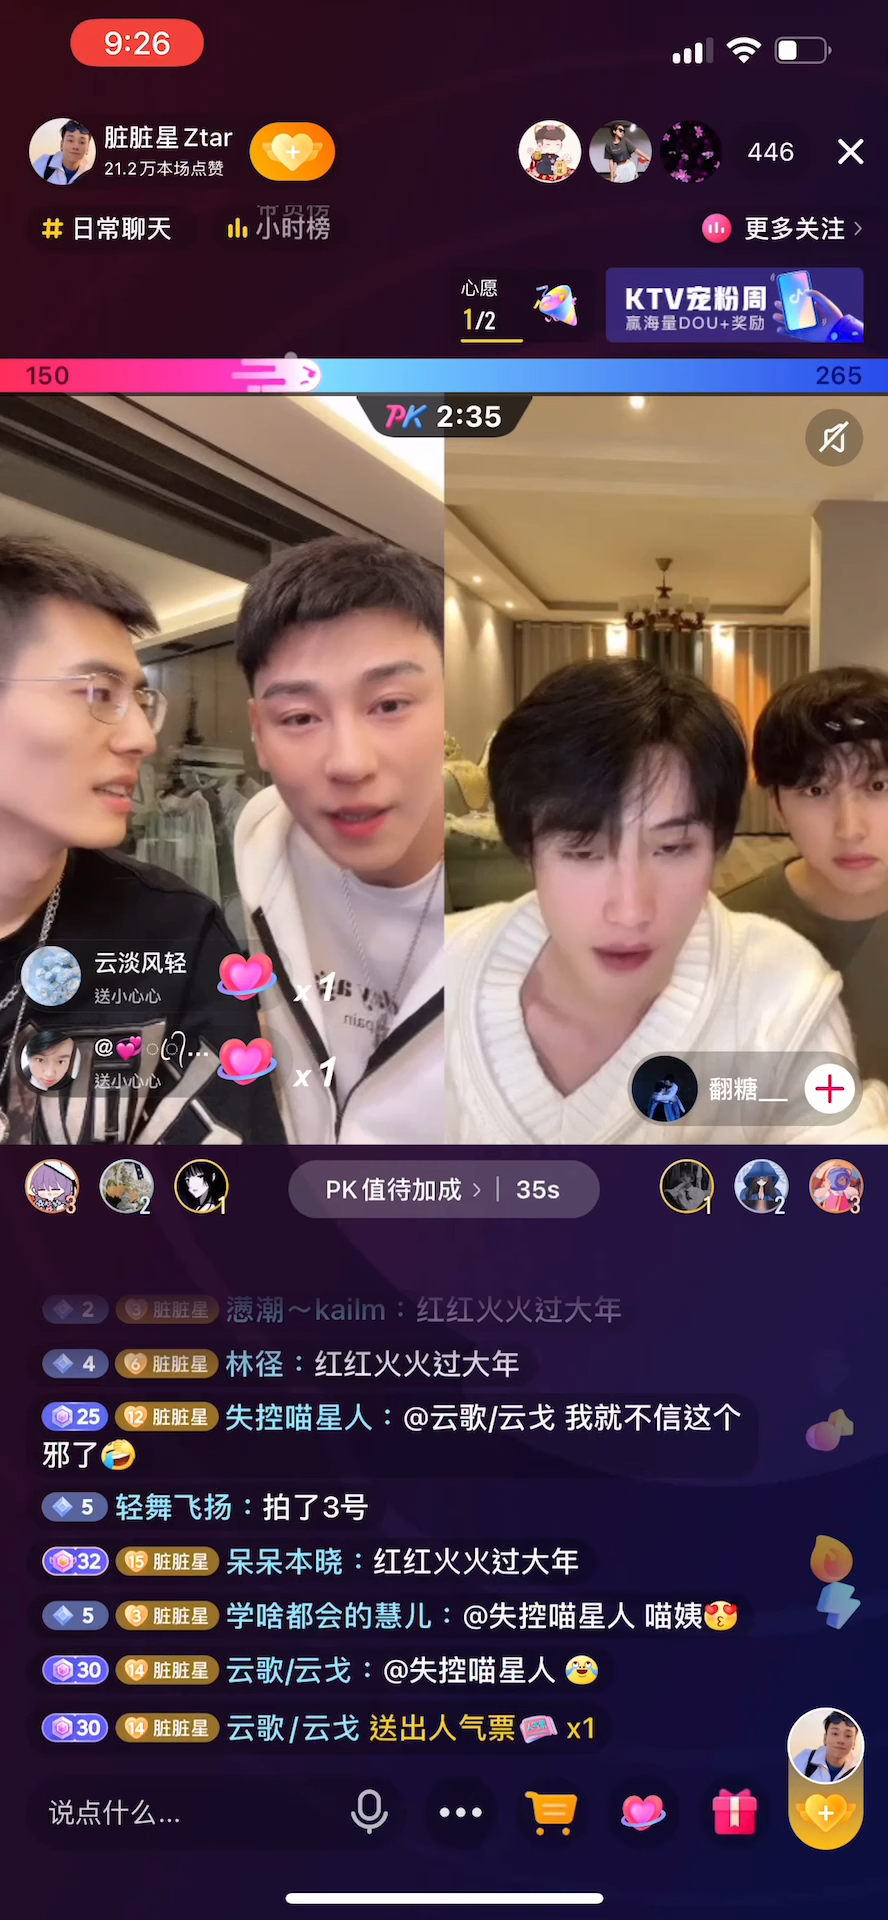 9:26
脏脏星Ztar
21.2万本场点赞
446
# 日常聊天
小时榜
更多关注
心愿
1/2
KTV宠粉周
赢海量DOU+奖励
150
265
PK 2:35
云淡风轻
送小心心
x1
送小心心
x1
翻糖__
3
2
1
PK值待加成 > | 35s
1
2
3
2 3 脏脏星 懑潮～kailm：红红火火过大年
4 6 脏脏星 林径：红红火火过大年
25 12 脏脏星 失控喵星人：@云歌/云戈 我就不信这个
邪了🤣
5 轻舞飞扬：拍了3号
32 15 脏脏星 呆呆本晓：红红火火过大年
5 3 脏脏星 学啥都会的慧儿：@失控喵星人 喵姨😍
30 14 脏脏星 云歌/云戈：@失控喵星人 😂
30 14 脏脏星 云歌/云戈 送出人气票 x1
说点什么...